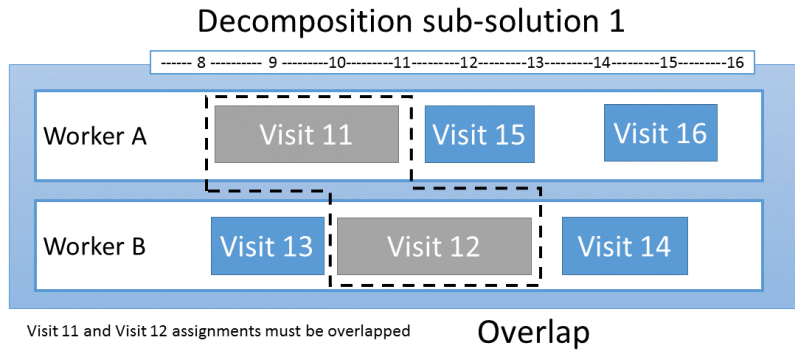 Decomposition sub-solution 1
------ 8 ---------- 9 ---------10----------11----------12---------13---------14----------15----------16
Worker A
Visit 11
Visit 15
Visit 16
Worker B
Visit 13
Visit 12
Visit 14
Visit 11 and Visit 12 assignments must be overlapped
Overlap